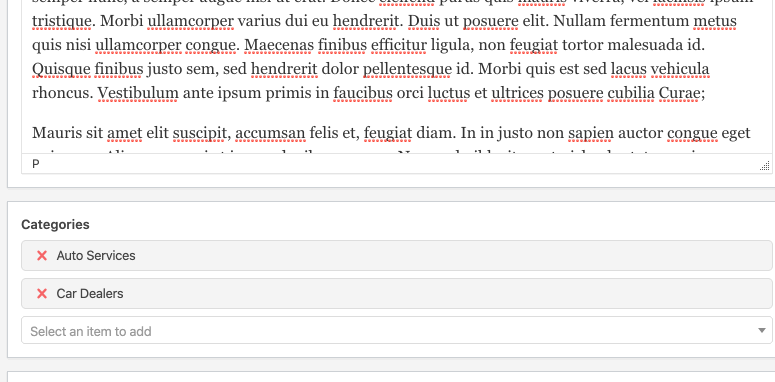 tristique. Morbi ullamcorper varius dui eu hendrerit. Duis ut posuere elit. Nullam fermentum metus
quis nisi ullamcorper congue. Maecenas finibus efficitur ligula, non feugiat tortor malesuada id.
Quisque finibus justo sem, sed hendrerit dolor pellentesque id. Morbi quis est sed lacus vehicula
rhoncus. Vestibulum ante ipsum primis in faucibus orci luctus et ultrices posuere cubilia Curae;
Mauris sit amet elit suscipit, accumsan felis et, feugiat diam. In in justo non sapien auctor congue eget
P
Categories
Auto Services
Car Dealers
Select an item to add